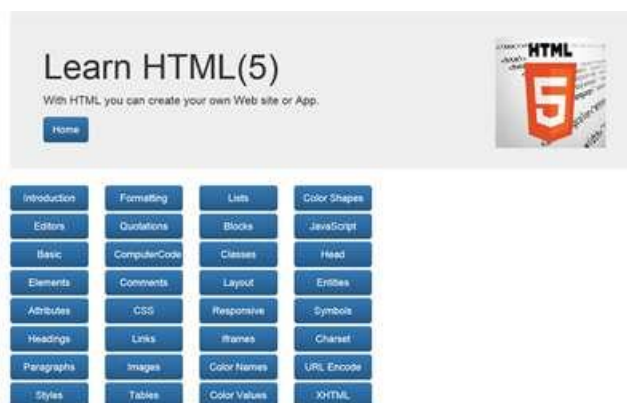 Learn HTML(5)
HTML
5
With HTML you can create your own Web site or App.
Home
Introduction Formatting Lists Color Shapes
Editors Quotations Blocks JavaScript
Basic ComputerCode Classes Head
Elements Comments Layout Entities
Attributes CSS Responsive Symbols
Headings Links Iframes Charset
Paragraphs Images Color Names URL Encode
Styles Tables Color Values XHTML